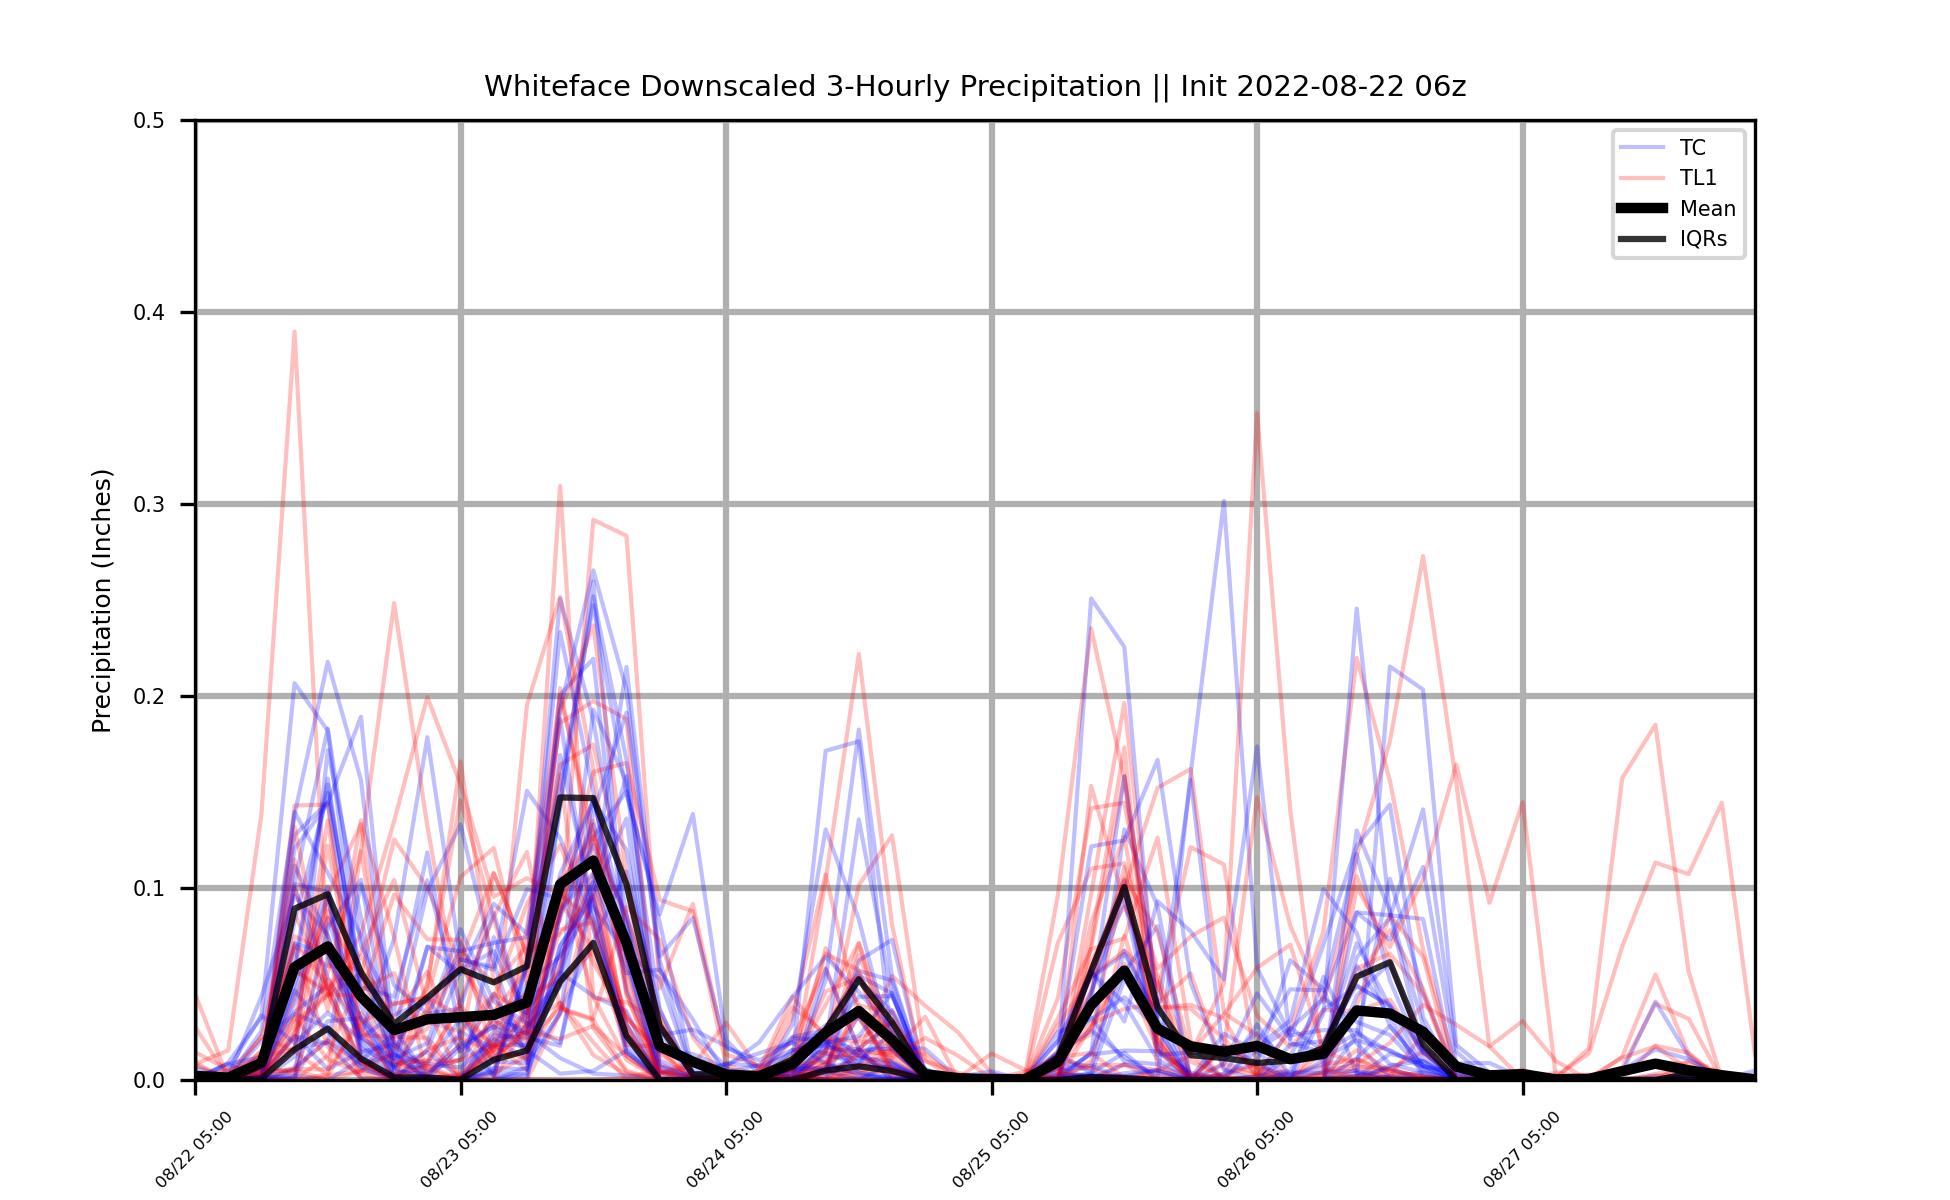 Whiteface Downscaled 3-Hourly Precipitation || Init 2022-08-22 06z
0.5
0.4
0.3
0.2
0.1
0.0
Precipitation (Inches)
TC
TL1
Mean
IQRs
08/22 05:00
08/23 05:00
08/24 05:00
08/25 05:00
08/26 05:00
08/27 05:00